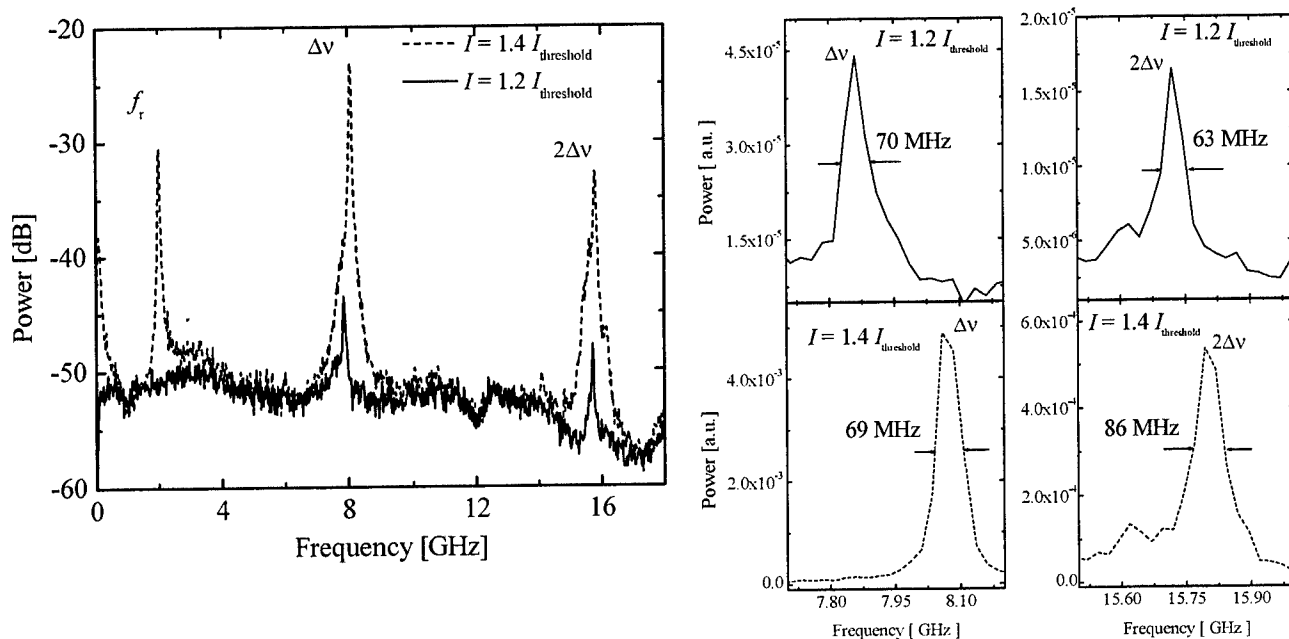 -20
-30
-40
-50
-60
Power [dB]
0
4
8
12
16
Frequency [GHz]
f_r
Δν
2Δν
I = 1.4 I_threshold
I = 1.2 I_threshold
4.5x10^-5
3.0x10^-5
1.5x10^-5
Power [ a.u. ]
Δν
I = 1.2 I_threshold
70 MHz
2.0x10^-5
1.5x10^-5
1.0x10^-5
5.0x10^-6
I = 1.2 I_threshold
2Δν
63 MHz
4.0x10^-3
2.0x10^-3
0.0
Power [a.u.]
I = 1.4 I_threshold
Δν
69 MHz
7.80
7.95
8.10
Frequency [ GHz ]
6.0x10^-4
4.0x10^-4
2.0x10^-4
0.0
I = 1.4 I_threshold
2Δν
86 MHz
15.60
15.75
15.90
Frequency [ GHz ]